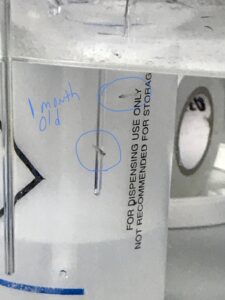 1 month
old
FOR DISPENSING USE ONLY
NOT RECOMMENDED FOR STORAG